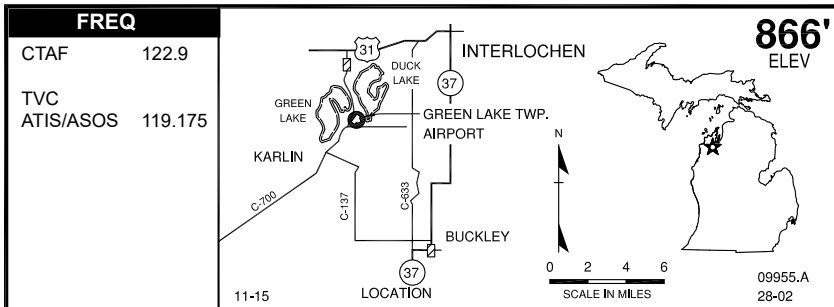 FREQ
CTAF 122.9
TVC
ATIS/ASOS 119.175
31
INTERLOCHEN
DUCK
LAKE
37
GREEN
LAKE
GREEN LAKE TWP.
AIRPORT
KARLIN
C-700
C-137
C-633
BUCKLEY
37
11-15
LOCATION
N
0 2 4 6
SCALE IN MILES
866'
ELEV
09955.A
28-02